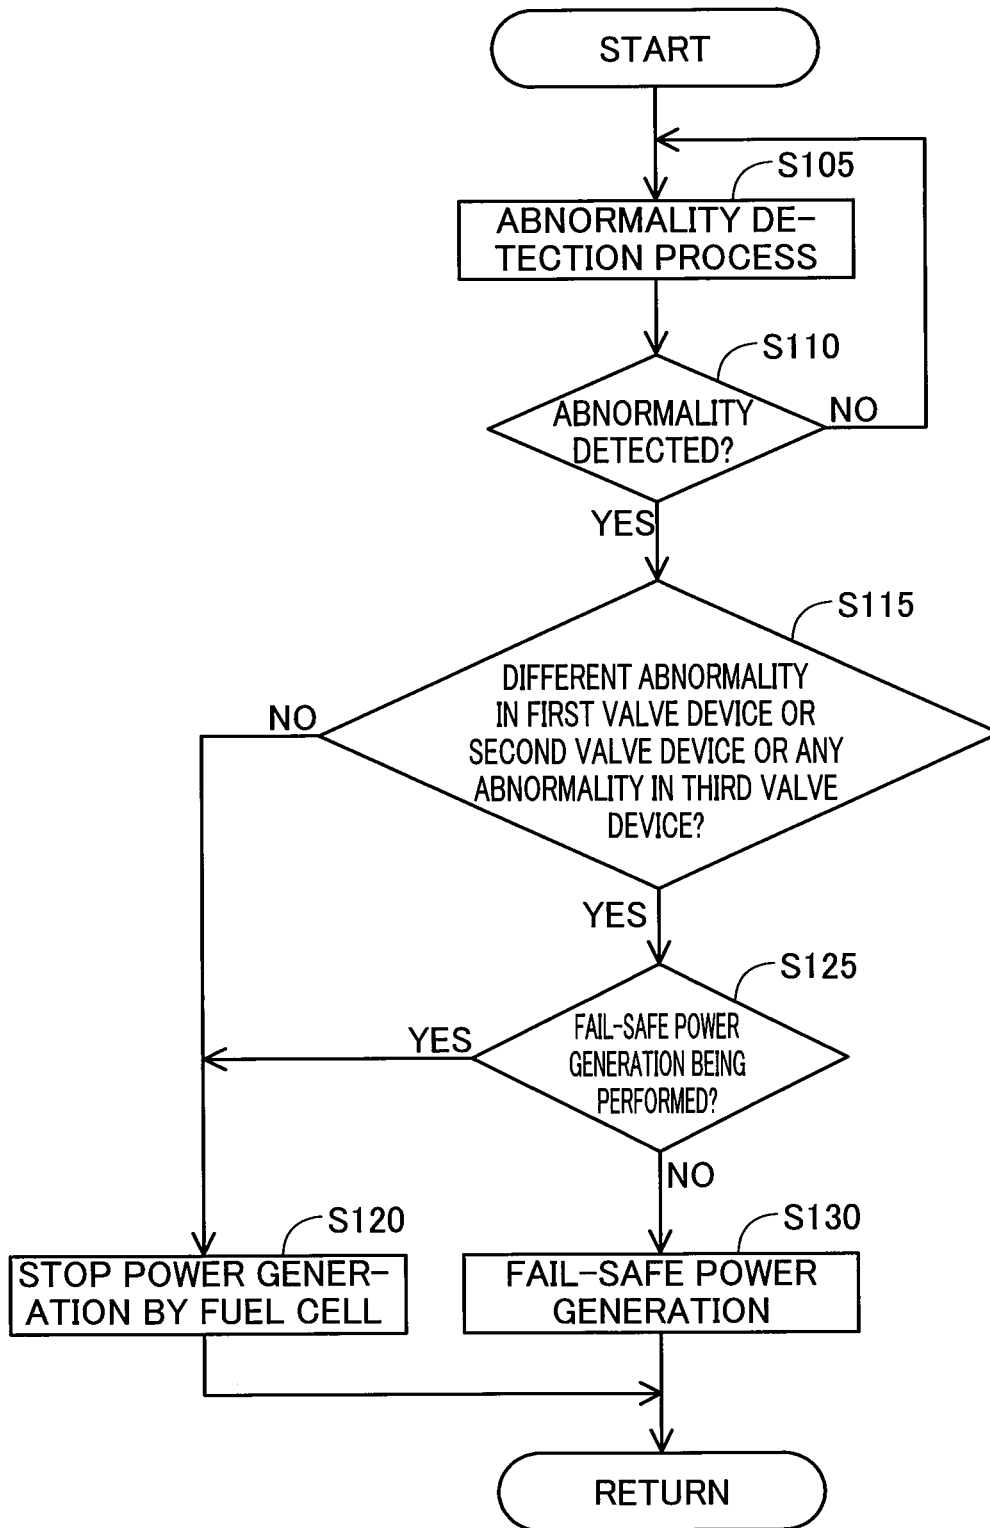 START
S105
ABNORMALITY DE-
TECTION PROCESS
S110
ABNORMALITY
DETECTED?
NO
YES
S115
DIFFERENT ABNORMALITY
IN FIRST VALVE DEVICE OR
SECOND VALVE DEVICE OR ANY
ABNORMALITY IN THIRD VALVE
DEVICE?
NO
YES
S125
FAIL-SAFE POWER
GENERATION BEING
PERFORMED?
YES
NO
S120
STOP POWER GENER-
ATION BY FUEL CELL
S130
FAIL-SAFE POWER
GENERATION
RETURN